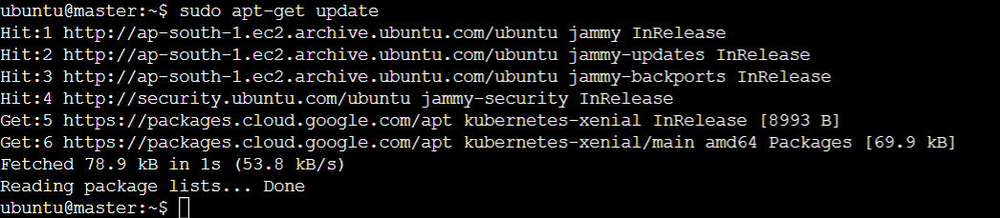 ubuntu@master:~$ sudo apt-get update
Hit:1 http://ap-south-1.ec2.archive.ubuntu.com/ubuntu jammy InRelease
Hit:2 http://ap-south-1.ec2.archive.ubuntu.com/ubuntu jammy-updates InRelease
Hit:3 http://ap-south-1.ec2.archive.ubuntu.com/ubuntu jammy-backports InRelease
Hit:4 http://security.ubuntu.com/ubuntu jammy-security InRelease
Get:5 https://packages.cloud.google.com/apt kubernetes-xenial InRelease [8993 B]
Get:6 https://packages.cloud.google.com/apt kubernetes-xenial/main amd64 Packages [69.9 kB]
Fetched 78.9 kB in 1s (53.8 kB/s)
Reading package lists... Done
ubuntu@master:~$